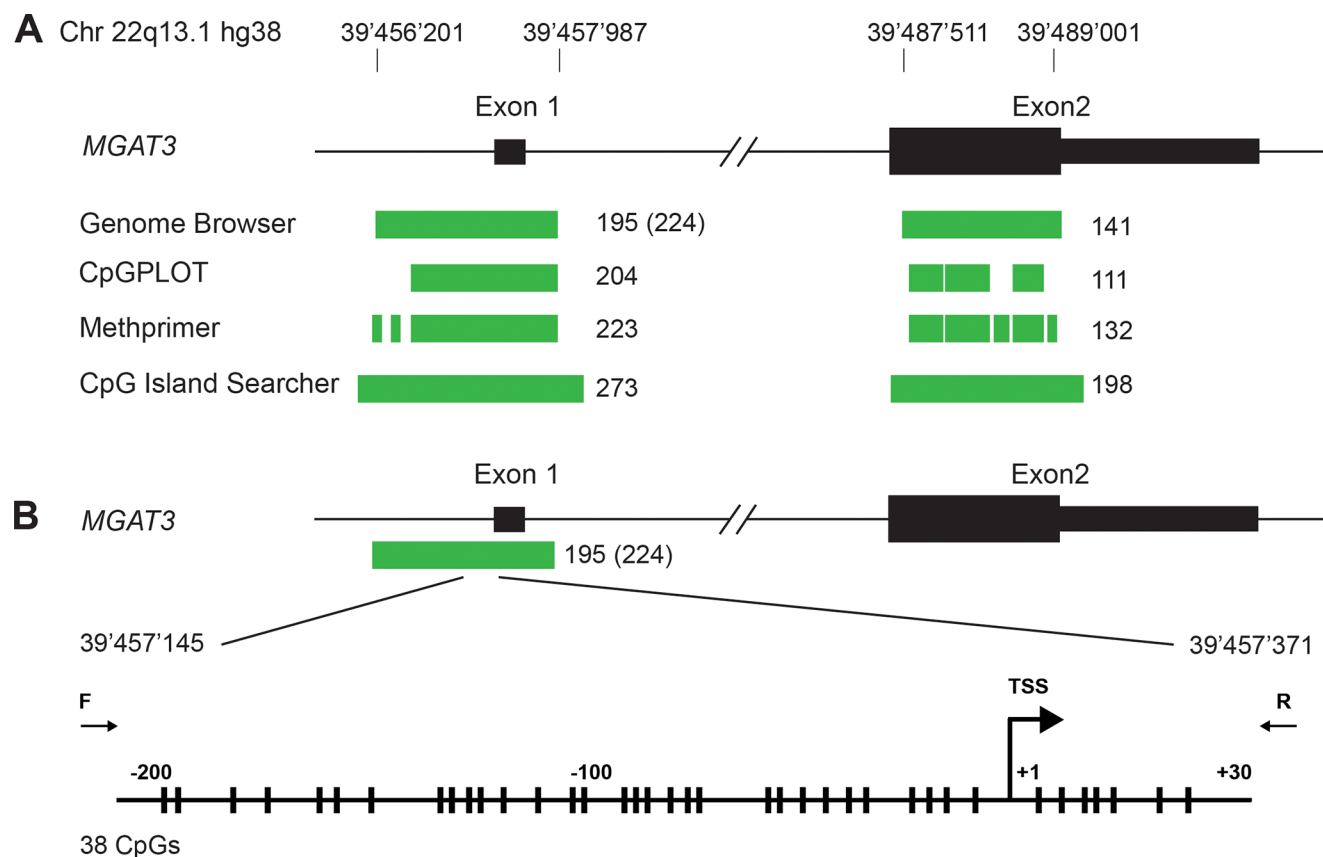 A Chr 22q13.1 hg38 39’456’201 39’457’987 39’487’511 39’489’001
Exon 1 Exon2
MGAT3
Genome Browser 195 (224) 141
CpGPLOT 204 111
Methprimer 223 132
CpG Island Searcher 273 198
Exon 1 Exon2
B MGAT3
195 (224)
39’457’145 39’457’371
F TSS R
-200 -100 +1 +30
38 CpGs